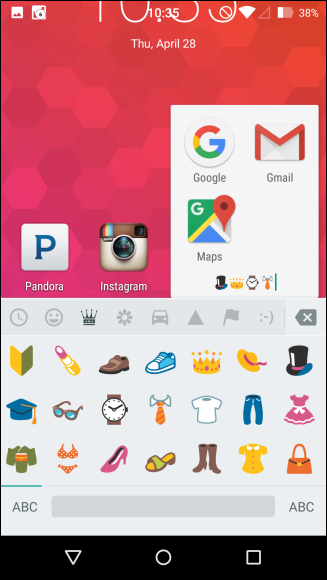 10:35
38%
Thu, April 28
Google
Gmail
G
Maps
P
Pandora
Instagram
:-)
ABC
ABC